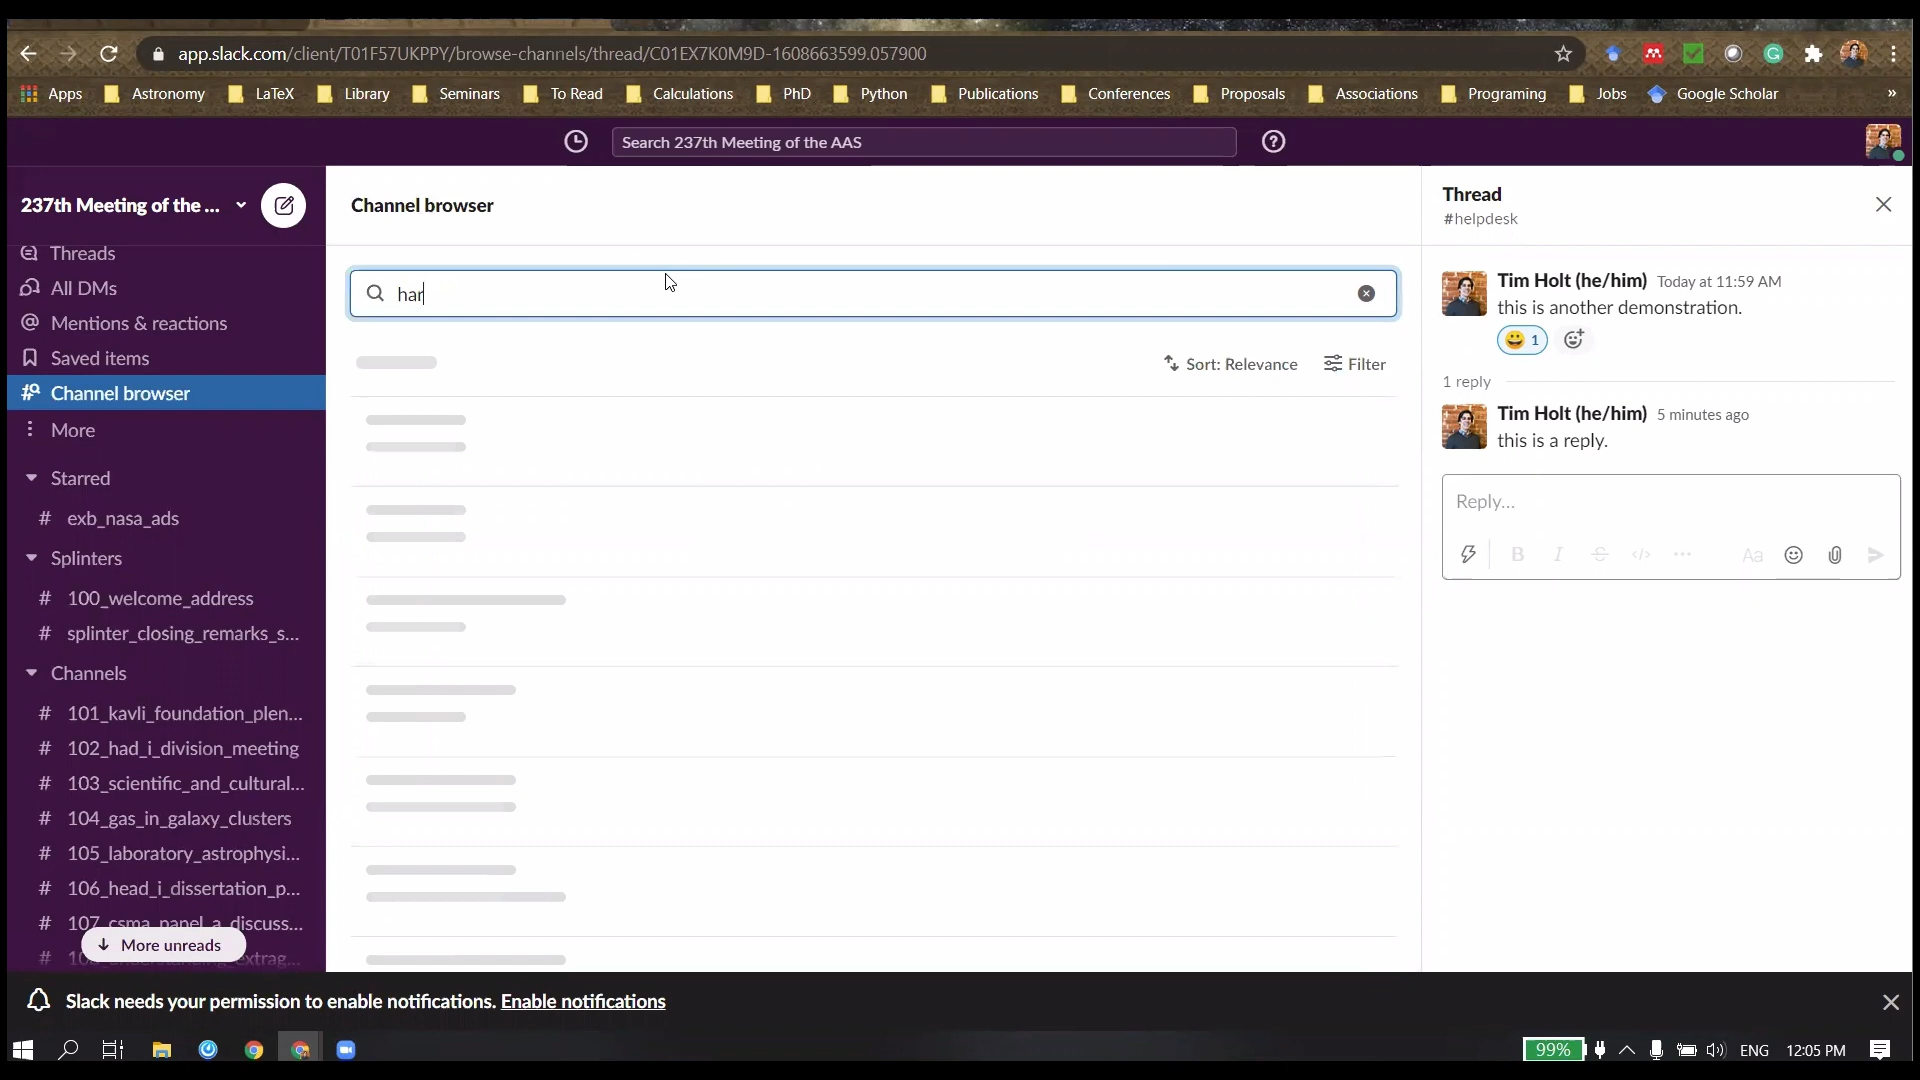 app.slack.com/client/T01F57UKPPY/browse-channels/thread/C01EX7K0M9D-1608663599.057900
Apps Astronomy LaTeX Library Seminars To Read Calculations PhD Python Publications Conferences Proposals Associations Programing Jobs Google Scholar »
Search 237th Meeting of the AAS
237th Meeting of the ...
Threads
All DMs
Mentions & reactions
Saved items
Channel browser
More
Starred
# exb_nasa_ads
Splinters
# 100_welcome_address
# splinter_closing_remarks_s...
Channels
# 101_kavli_foundation_plen...
# 102_had_i_division_meeting
# 103_scientific_and_cultural...
# 104_gas_in_galaxy_clusters
# 105_laboratory_astrophysi...
# 106_head_i_dissertation_p...
# 107_csma_panel_a_discuss...
More unreads
Channel browser
har
Sort: Relevance Filter
Thread
#helpdesk
Tim Holt (he/him) Today at 11:59 AM
this is another demonstration.
1
1 reply
Tim Holt (he/him) 5 minutes ago
this is a reply.
Reply...
B I S </> ... Aa
Slack needs your permission to enable notifications. Enable notifications
99% ENG 12:05 PM